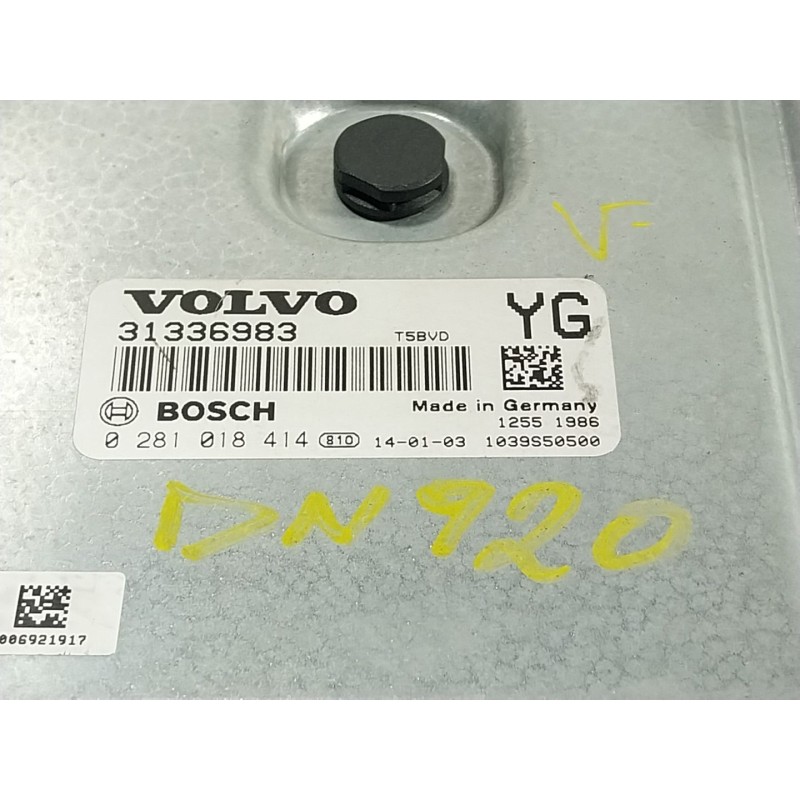 V-
VOLVO
YG
31336983 T5BVD
BOSCH Made in Germany
1255 1986
0 281 018 414 810 14-01-03 1039S50500
DN920
006921917